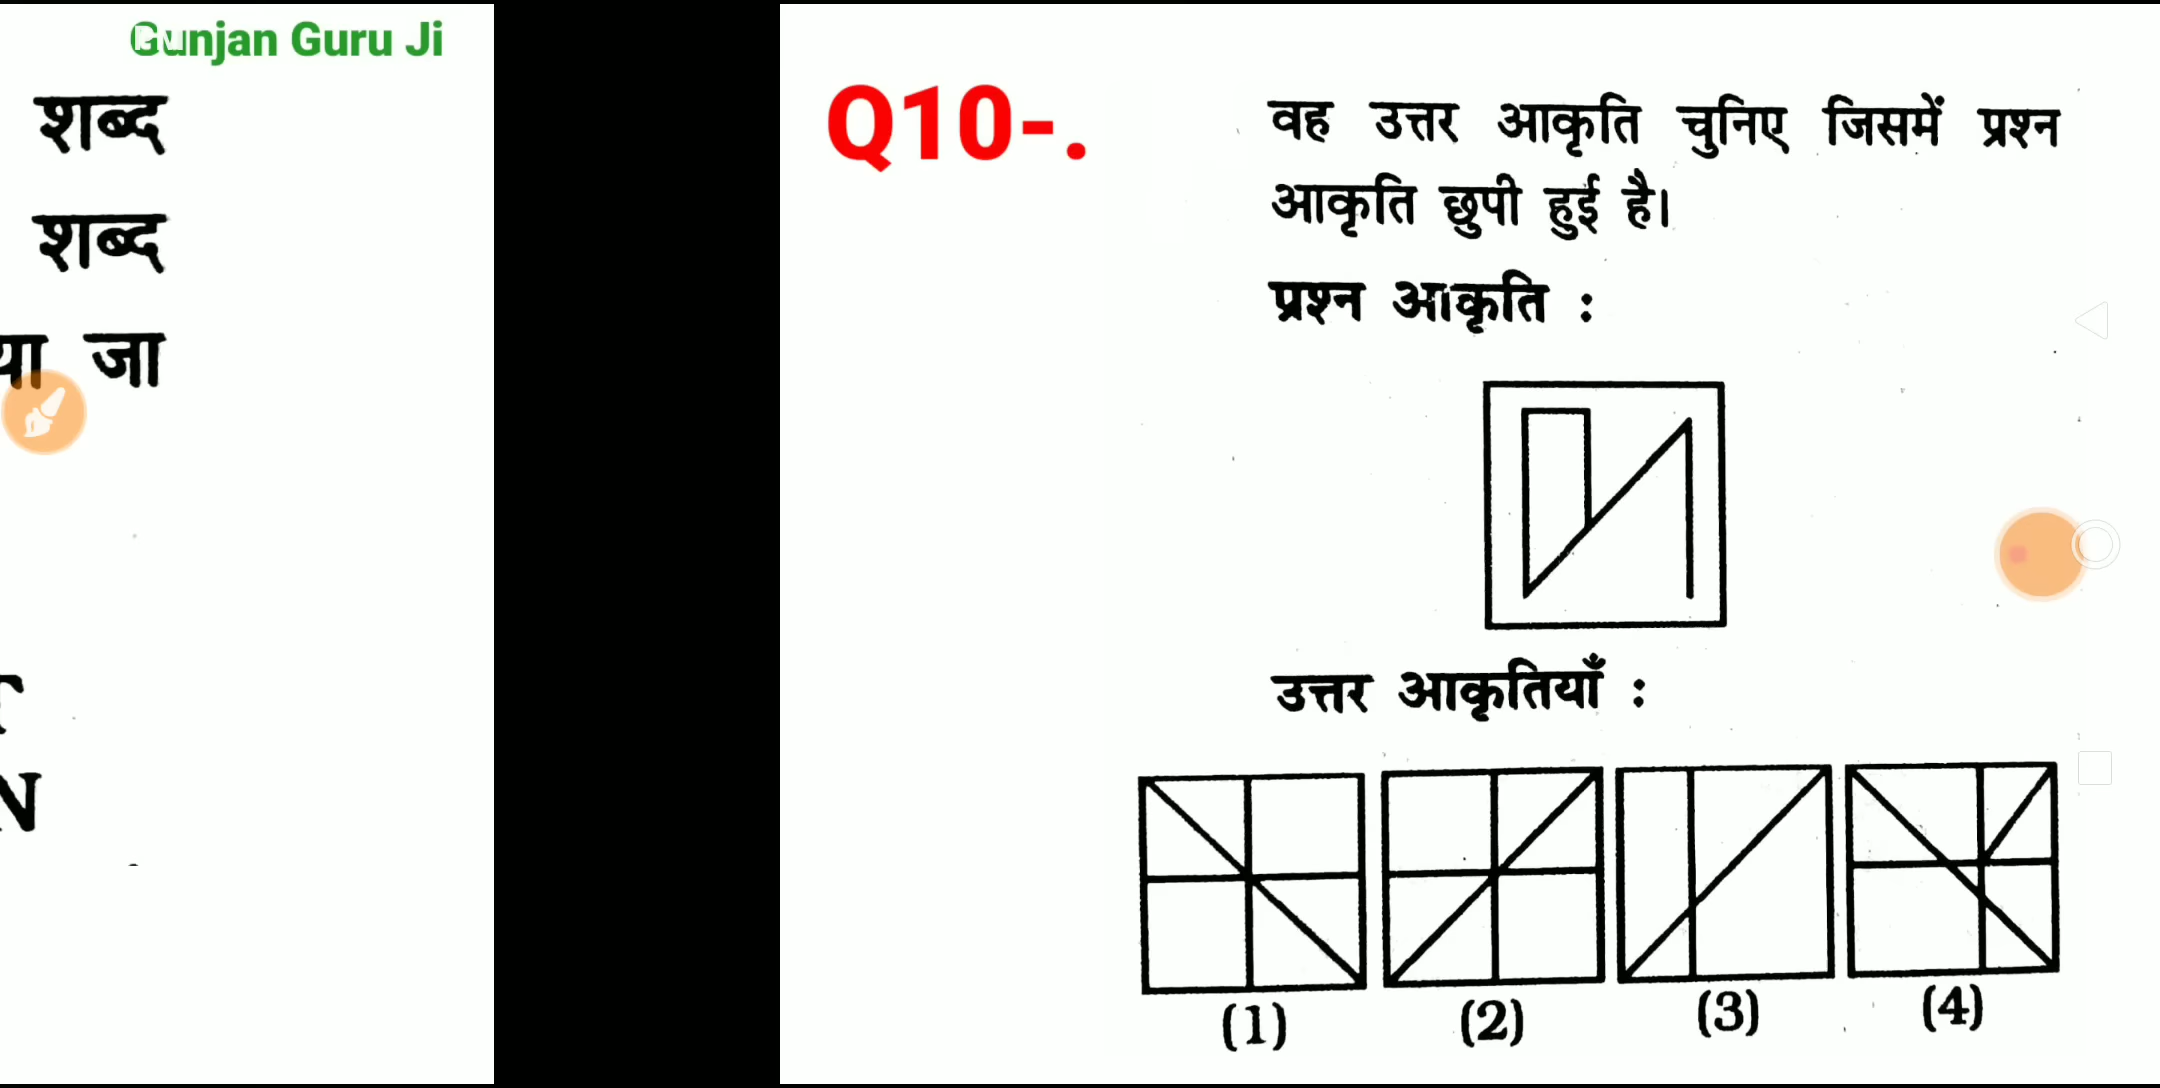 Gunjan Guru Ji
शब्द
शब्द
या जा
N
Q10-.
वह उत्तर आकृति चुनिए जिसमें प्रश्न
आकृति छुपी हुई है।
प्रश्न आकृति :
उत्तर आकृतियाँ :
(1) (2) (3) (4)